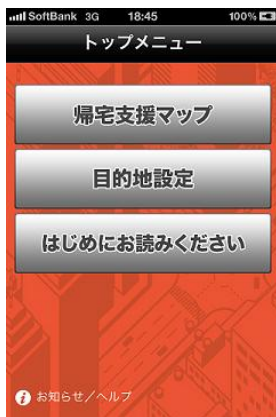 SoftBank 3G 18:45 100%
トップメニュー
帰宅支援マップ
目的地設定
はじめにお読みください
お知らせ/ヘルプ